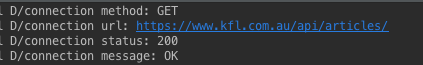 D/connection method: GET
D/connection url: https://www.kfl.com.au/api/articles/
D/connection status: 200
D/connection message: OK